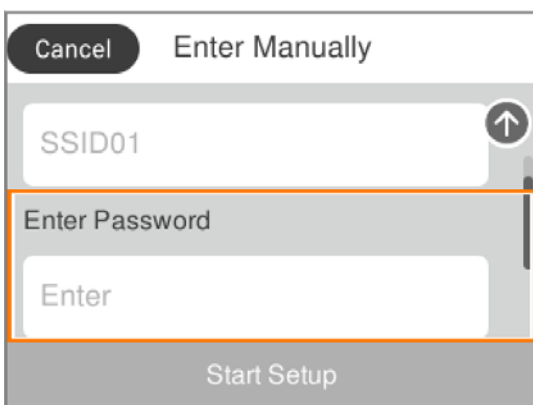 Cancel Enter Manually
SSID01
Enter Password
Enter
Start Setup